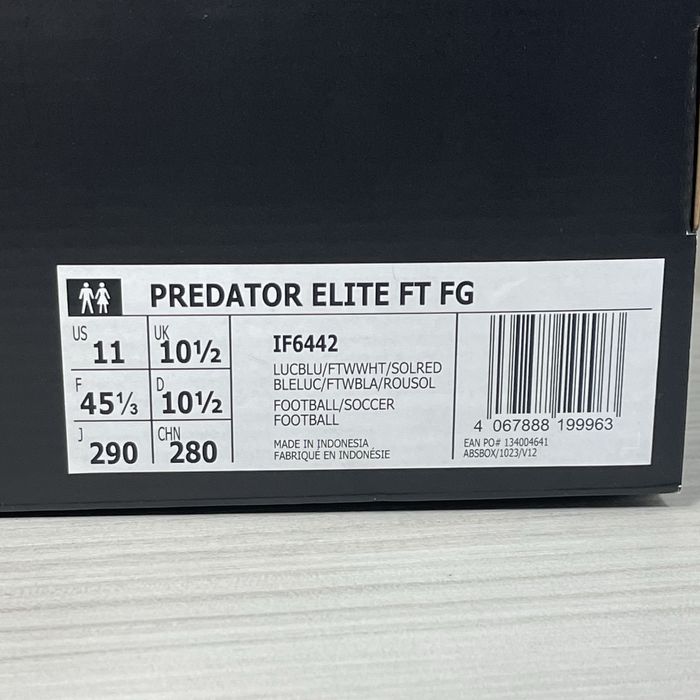 PREDATOR ELITE FT FG
US 11
UK 10½
F 45⅓
D 10½
J 290
CHN 280
IF6442
LUCBLU/FTWWHT/SOLRED
BLELUC/FTWBLA/ROUSOL
FOOTBALL/SOCCER
FOOTBALL
MADE IN INDONESIA
FABRIQUÉ EN INDONÉSIE
4 067888 199963
EAN PO# 134004641
ABSBOX/1023/V12